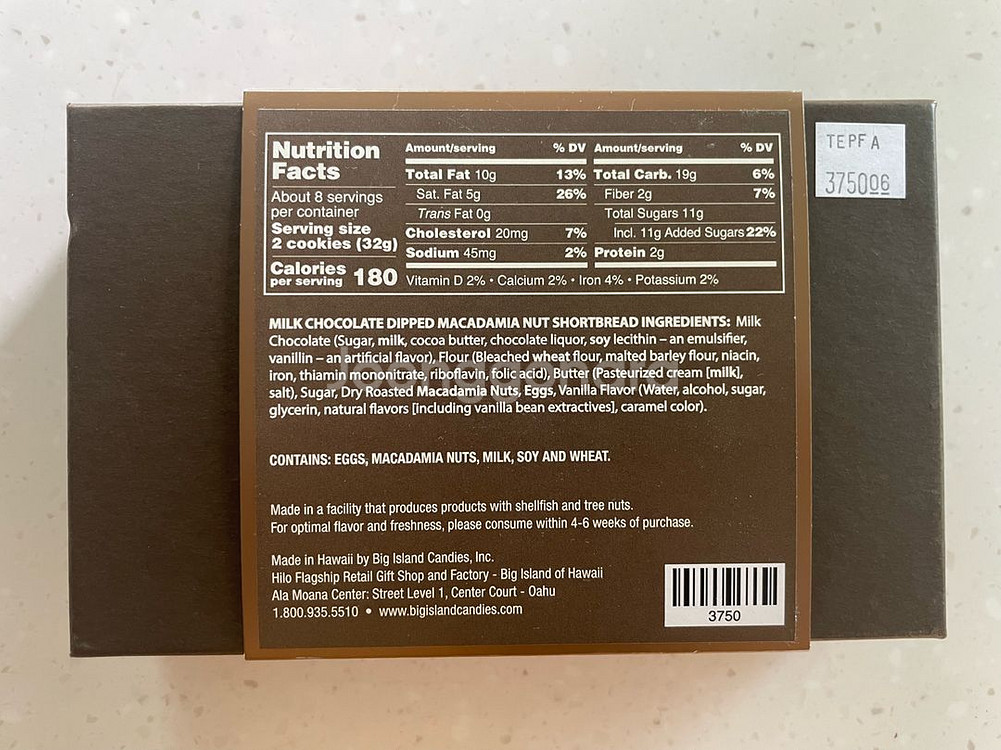 Nutrition
Facts
About 8 servings
per container
Serving size
2 cookies (32g)
Calories
per serving 180
Amount/serving % DV
Total Fat 10g 13%
Sat. Fat 5g 26%
Trans Fat 0g
Cholesterol 20mg 7%
Sodium 45mg 2%
Amount/serving % DV
Total Carb. 19g 6%
Fiber 2g 7%
Total Sugars 11g
Incl. 11g Added Sugars 22%
Protein 2g
Vitamin D 2% • Calcium 2% • Iron 4% • Potassium 2%
TEPFA
375006
MILK CHOCOLATE DIPPED MACADAMIA NUT SHORTBREAD INGREDIENTS: Milk
Chocolate (Sugar, milk, cocoa butter, chocolate liquor, soy lecithin – an emulsifier,
vanillin – an artificial flavor), Flour (Bleached wheat flour, malted barley flour, niacin,
iron, thiamin mononitrate, riboflavin, folic acid), Butter (Pasteurized cream [milk],
salt), Sugar, Dry Roasted Macadamia Nuts, Eggs, Vanilla Flavor (Water, alcohol, sugar,
glycerin, natural flavors [including vanilla bean extractives], caramel color).
CONTAINS: EGGS, MACADAMIA NUTS, MILK, SOY AND WHEAT.
Made in a facility that produces products with shellfish and tree nuts.
For optimal flavor and freshness, please consume within 4-6 weeks of purchase.
Made in Hawaii by Big Island Candies, Inc.
Hilo Flagship Retail Gift Shop and Factory - Big Island of Hawaii
Ala Moana Center: Street Level 1, Center Court - Oahu
1.800.935.5510 • www.bigislandcandies.com
3750